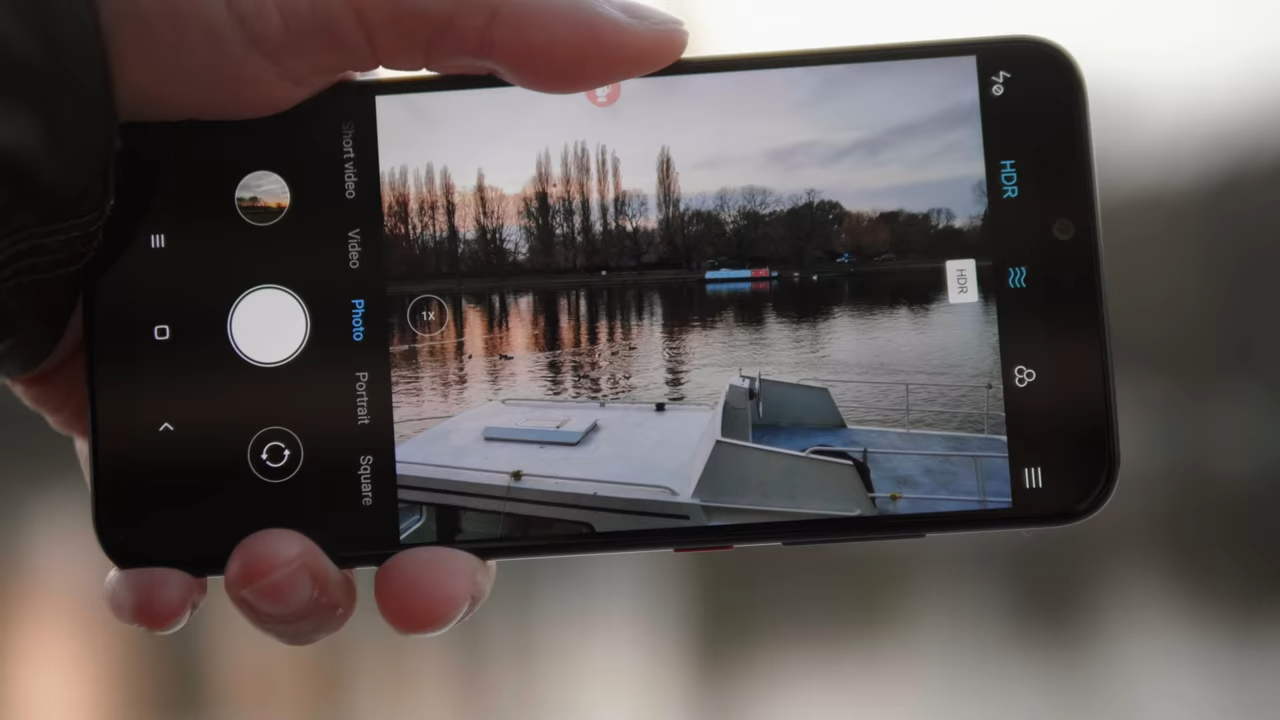 Short video
Video
Photo
Portrait
Square
1X
HDR
HDR